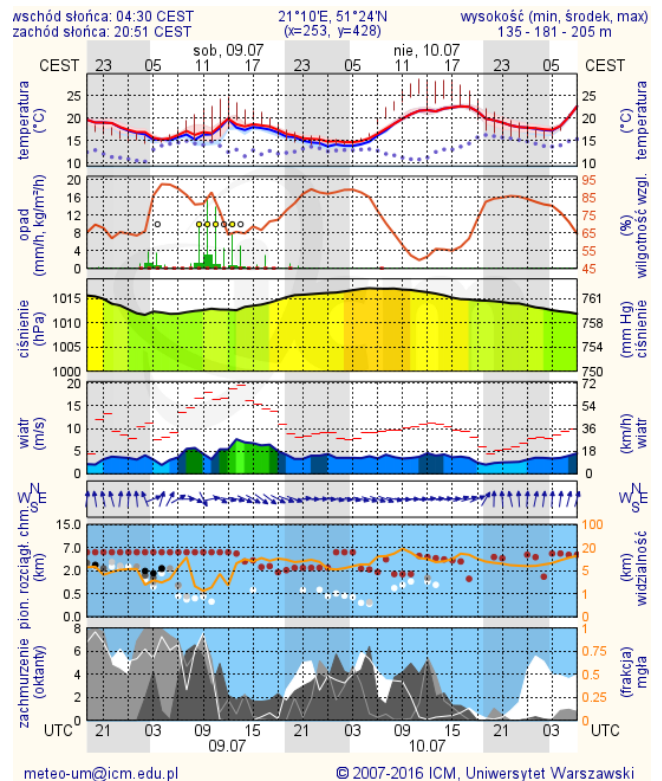 wschód słońca: 04:30 CEST 21°10'E, 51°24'N wysokość (min, środek, max)
zachód słońca: 20:51 CEST (x=253, y=428) 135 - 181 - 205 m
sob, 09.07 nie, 10.07
CEST 23 05 11 17 23 05 11 17 23 05 CEST
temperatura (°C) 25 20 15 10 25 20 15 10 temperatura (°C)
opad (mm/h, kg/m²/h) 20 16 12 8 4 0 95 85 75 65 55 45 (%) wilgotność wzgl.
ciśnienie (hPa) 1015 1010 1005 1000 761 758 754 750 (mm Hg) ciśnienie
wiatr (m/s) 20 15 10 5 0 72 54 36 18 0 (km/h) wiatr
N W E S N W E S
pion. rozciągł. chm. (km) 15.0 7.0 2.0 0.5 0.0 100 20 5 1 0 (km) widzialność
zachmurzenie (oktanty) 8 6 4 2 0 1 0.75 0.5 0.25 0 (frakcja) mgła
UTC 21 03 09 15 21 03 09 15 21 03 UTC
09.07 10.07
meteo-um@icm.edu.pl © 2007-2016 ICM, Uniwersytet Warszawski